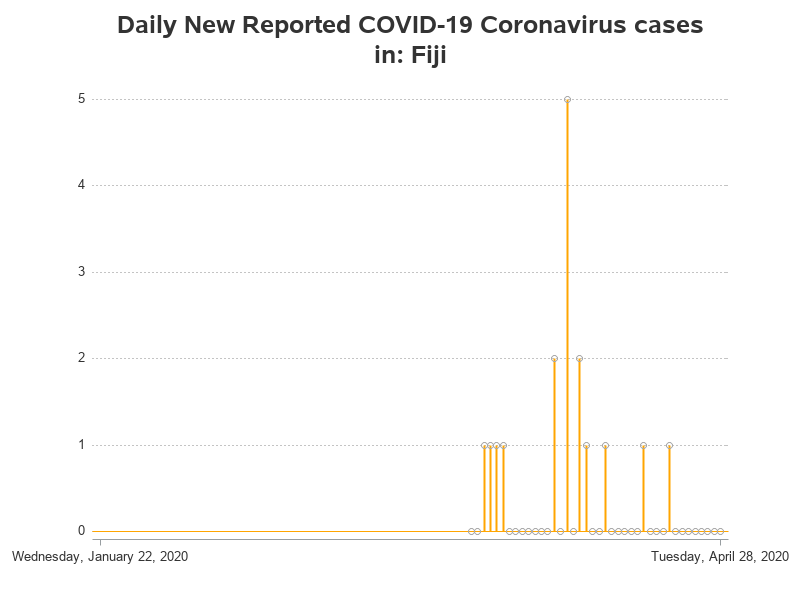 Daily New Reported COVID-19 Coronavirus cases
in: Fiji
5
4
3
2
1
0
Wednesday, January 22, 2020
Tuesday, April 28, 2020